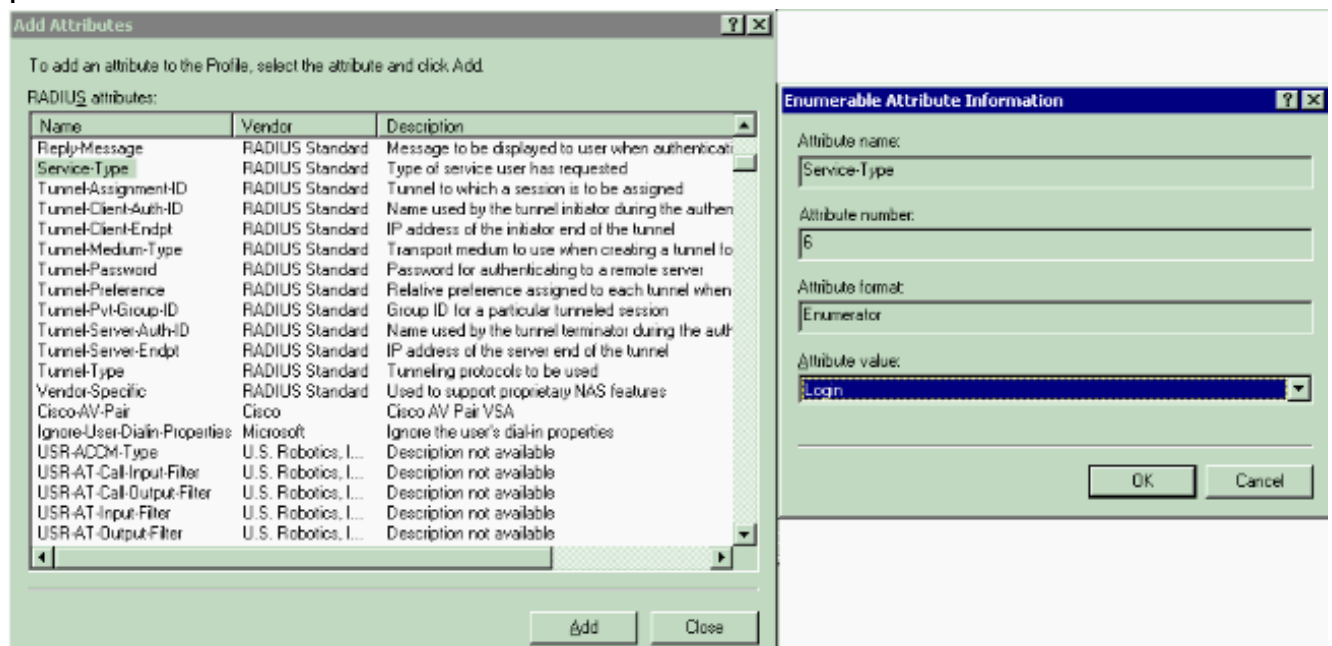 Add Attributes
To add an attribute to the Profile, select the attribute and click Add.
RADIUS attributes:
Name Vendor Description
Reply-Message RADIUS Standard Message to be displayed to user when authenticati
Service-Type RADIUS Standard Type of service user has requested
Tunnel-Assignment-ID RADIUS Standard Tunnel to which a session is to be assigned
Tunnel-Client-Auth-ID RADIUS Standard Name used by the tunnel initiator during the authen
Tunnel-Client-Endpt RADIUS Standard IP address of the initiator end of the tunnel
Tunnel-Medium-Type RADIUS Standard Transport medium to use when creating a tunnel fo
Tunnel-Password RADIUS Standard Password for authenticating to a remote server
Tunnel-Preference RADIUS Standard Relative preference assigned to each tunnel when
Tunnel-Pvt-Group-ID RADIUS Standard Group ID for a particular tunneled session
Tunnel-Server-Auth-ID RADIUS Standard Name used by the tunnel terminator during the auth
Tunnel-Server-Endpt RADIUS Standard IP address of the server end of the tunnel
Tunnel-Type RADIUS Standard Tunneling protocols to be used
Vendor-Specific RADIUS Standard Used to support proprietary NAS features
Cisco-AV-Pair Cisco Cisco AV Pair VSA
Ignore-User-Dialin-Properties Microsoft Ignore the user's dial-in properties
USR-ACCM-Type U.S. Robotics, I... Description not available
USR-AT-Call-Input-Filter U.S. Robotics, I... Description not available
USR-AT-Call-Output-Filter U.S. Robotics, I... Description not available
USR-AT-Input-Filter U.S. Robotics, I... Description not available
USR-AT-Output-Filter U.S. Robotics, I... Description not available
Add Close
Enumerable Attribute Information
Attribute name:
Service-Type
Attribute number:
6
Attribute format:
Enumerator
Attribute value:
Login
OK Cancel